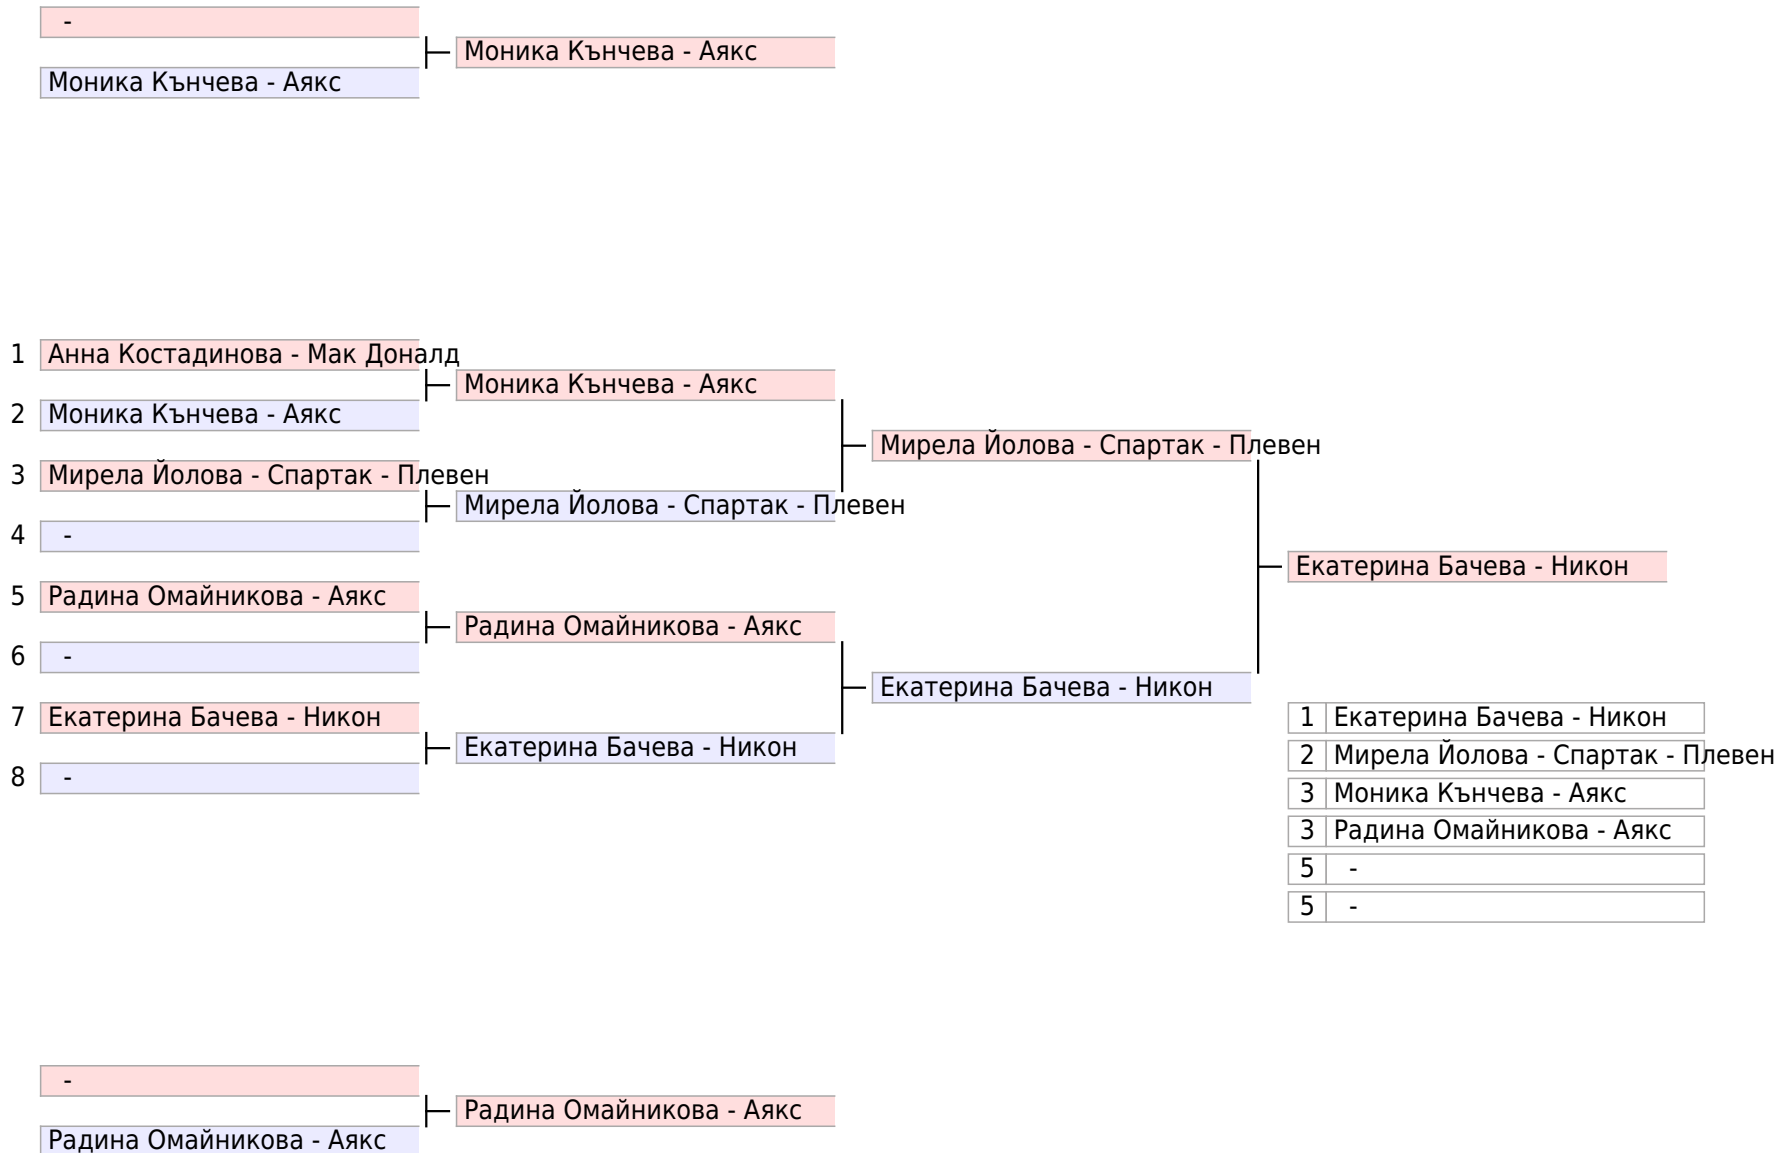 -
Моника Кънчева - Аякс
Моника Кънчева - Аякс
1 Анна Костадинова - Мак Доналд
Моника Кънчева - Аякс
2 Моника Кънчева - Аякс
Мирела Йолова - Спартак - Плевен
3 Мирела Йолова - Спартак - Плевен
Мирела Йолова - Спартак - Плевен
4 -
Екатерина Бачева - Никон
5 Радина Омайникова - Аякс
Радина Омайникова - Аякс
6 -
Екатерина Бачева - Никон
7 Екатерина Бачева - Никон
1 Екатерина Бачева - Никон
Екатерина Бачева - Никон
2 Мирела Йолова - Спартак - Плевен
8 -
3 Моника Кънчева - Аякс
3 Радина Омайникова - Аякс
5 -
5 -
-
Радина Омайникова - Аякс
Радина Омайникова - Аякс